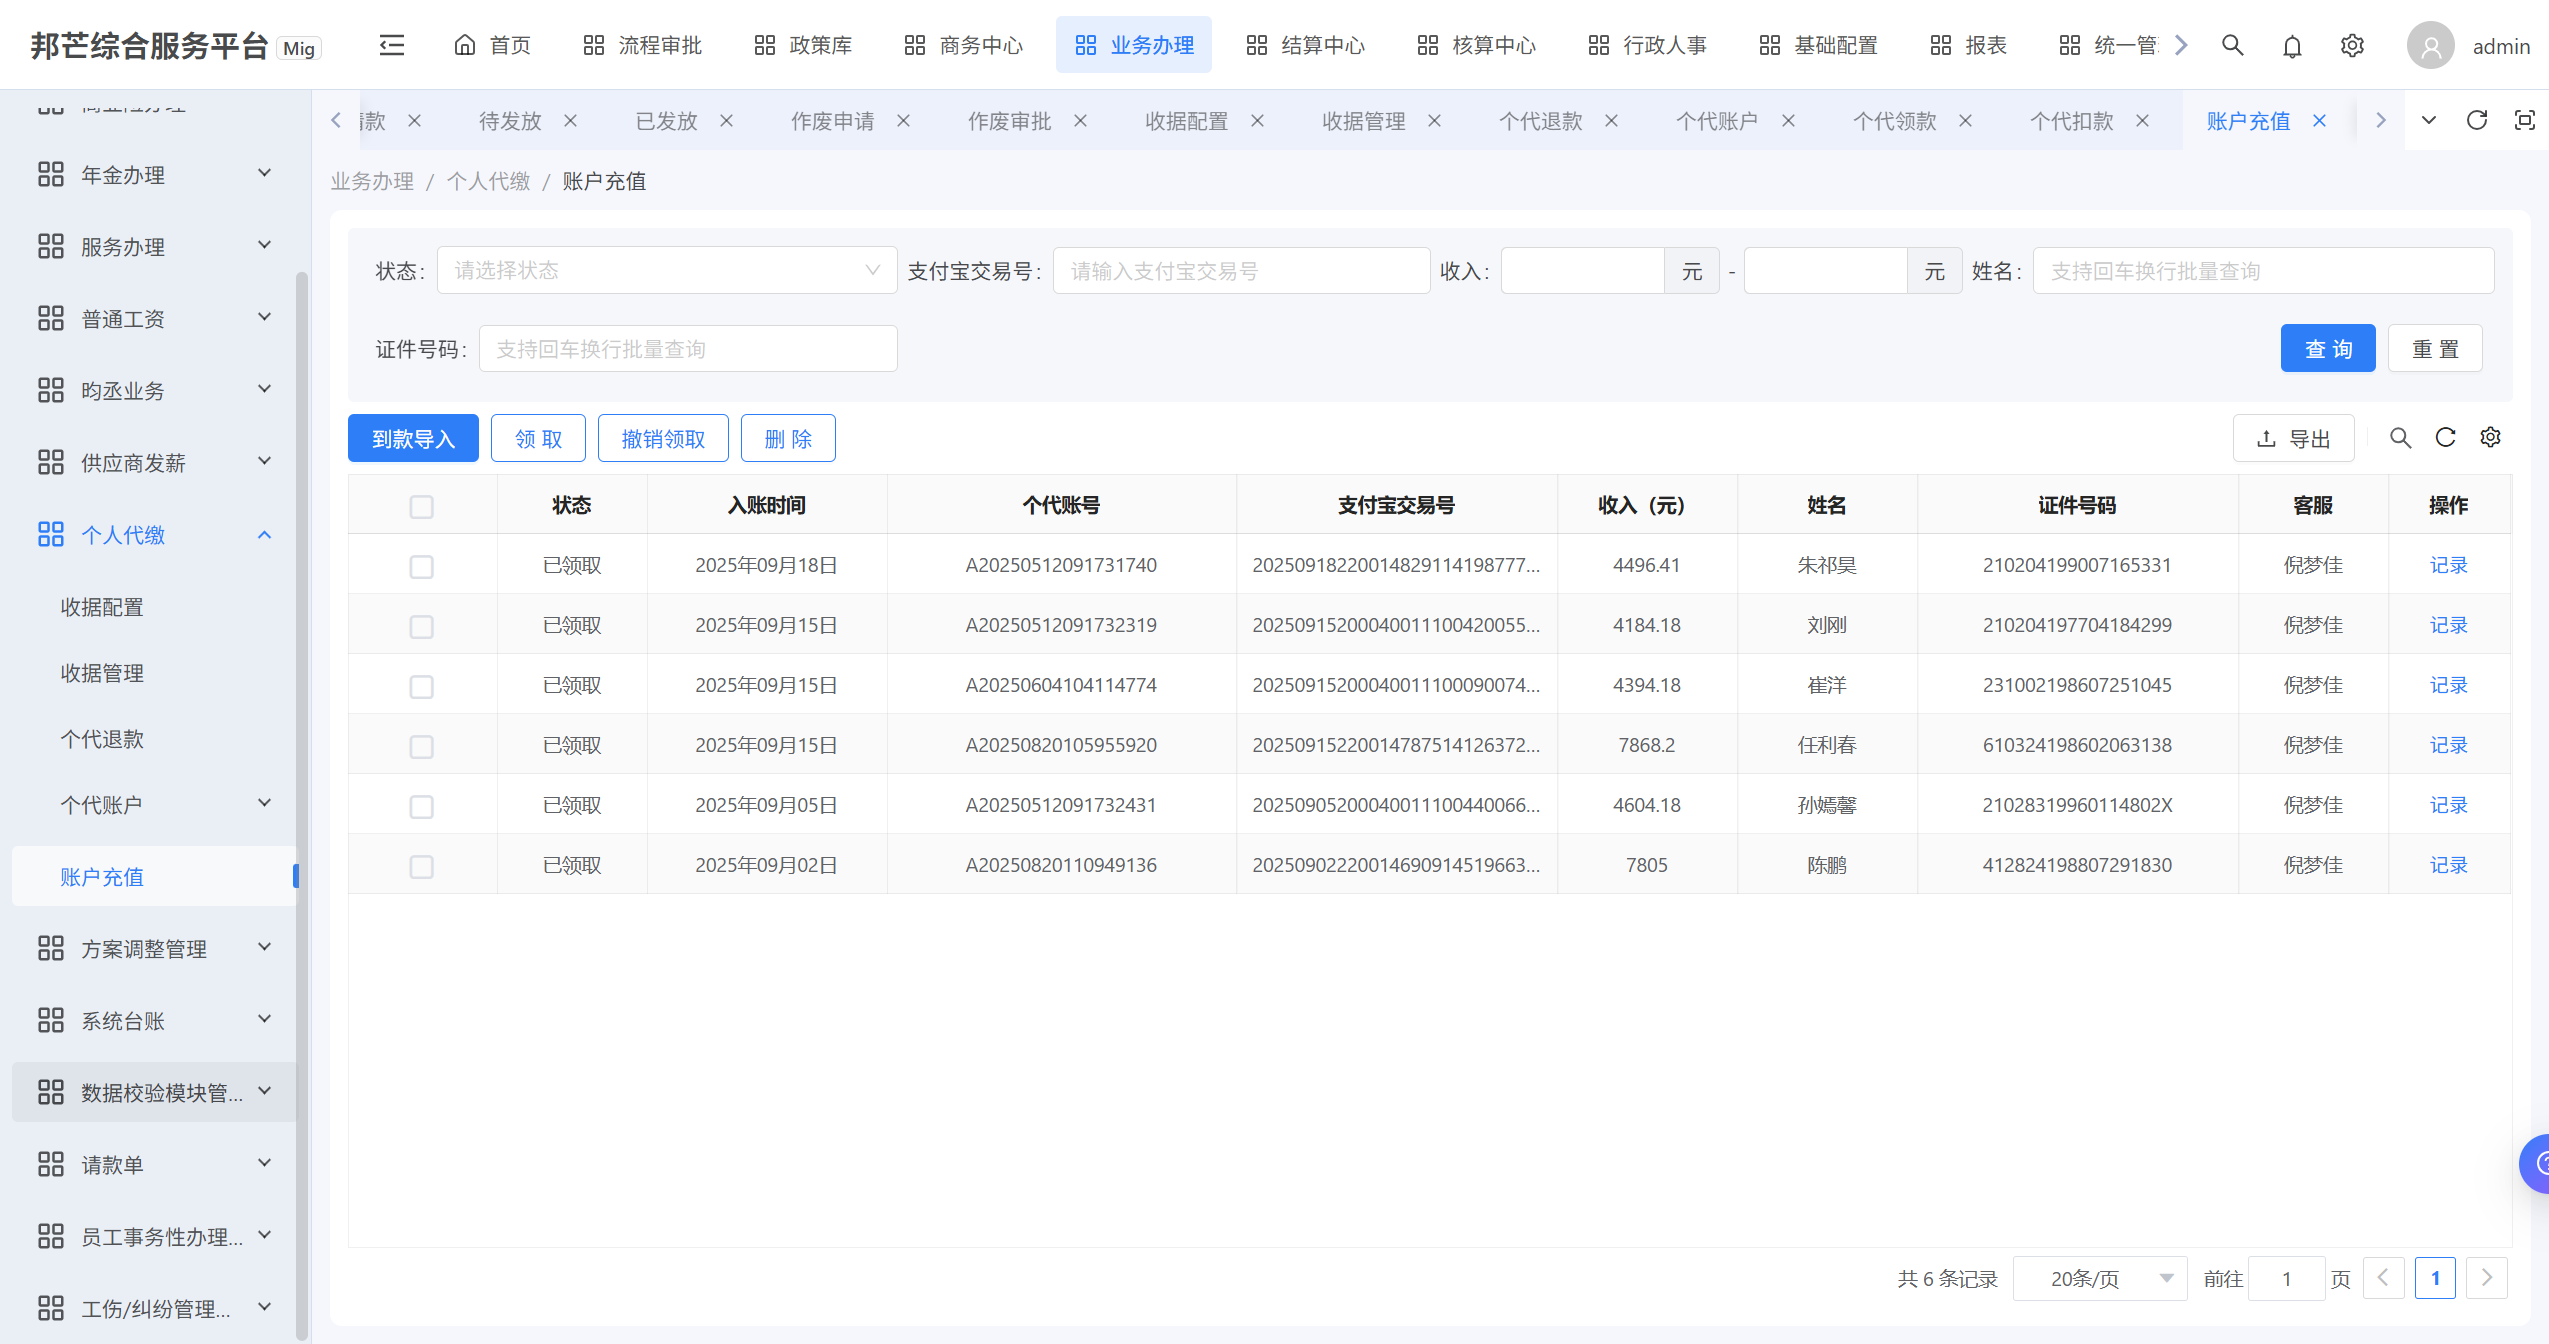 邦芒综合服务平台 Mig 首页 流程审批 政策库 商务中心 业务办理 结算中心 核算中心 行政人事 基础配置 报表 统一管 admin
款 待发放 已发放 作废申请 作废审批 收据配置 收据管理 个代退款 个代账户 个代领款 个代扣款 账户充值
业务办理 / 个人代缴 / 账户充值
年金办理
服务办理
普通工资
昀丞业务
供应商发薪
个人代缴
收据配置
收据管理
个代退款
个代账户
账户充值
方案调整管理
系统台账
数据校验模块管...
请款单
员工事务性办理...
工伤/纠纷管理...
状态: 请选择状态 支付宝交易号: 请输入支付宝交易号 收入: 元 - 元 姓名: 支持回车换行批量查询
证件号码: 支持回车换行批量查询 查 询 重 置
到款导入 领 取 撤销领取 删 除 导出
状态 入账时间 个代账号 支付宝交易号 收入（元） 姓名 证件号码 客服 操作
已领取 2025年09月18日 A20250512091731740 20250918220014829114198777... 4496.41 朱祁昊 210204199007165331 倪梦佳 记录
已领取 2025年09月15日 A20250512091732319 20250915200040011100420055... 4184.18 刘刚 210204197704184299 倪梦佳 记录
已领取 2025年09月15日 A20250604104114774 20250915200040011100090074... 4394.18 崔洋 231002198607251045 倪梦佳 记录
已领取 2025年09月15日 A20250820105955920 20250915220014787514126372... 7868.2 任利春 610324198602063138 倪梦佳 记录
已领取 2025年09月05日 A20250512091732431 20250905200040011100440066... 4604.18 孙嫣馨 21028319960114802X 倪梦佳 记录
已领取 2025年09月02日 A20250820110949136 20250902220014690914519663... 7805 陈鹏 412824198807291830 倪梦佳 记录
共 6 条记录 20条/页 前往 1 页 1